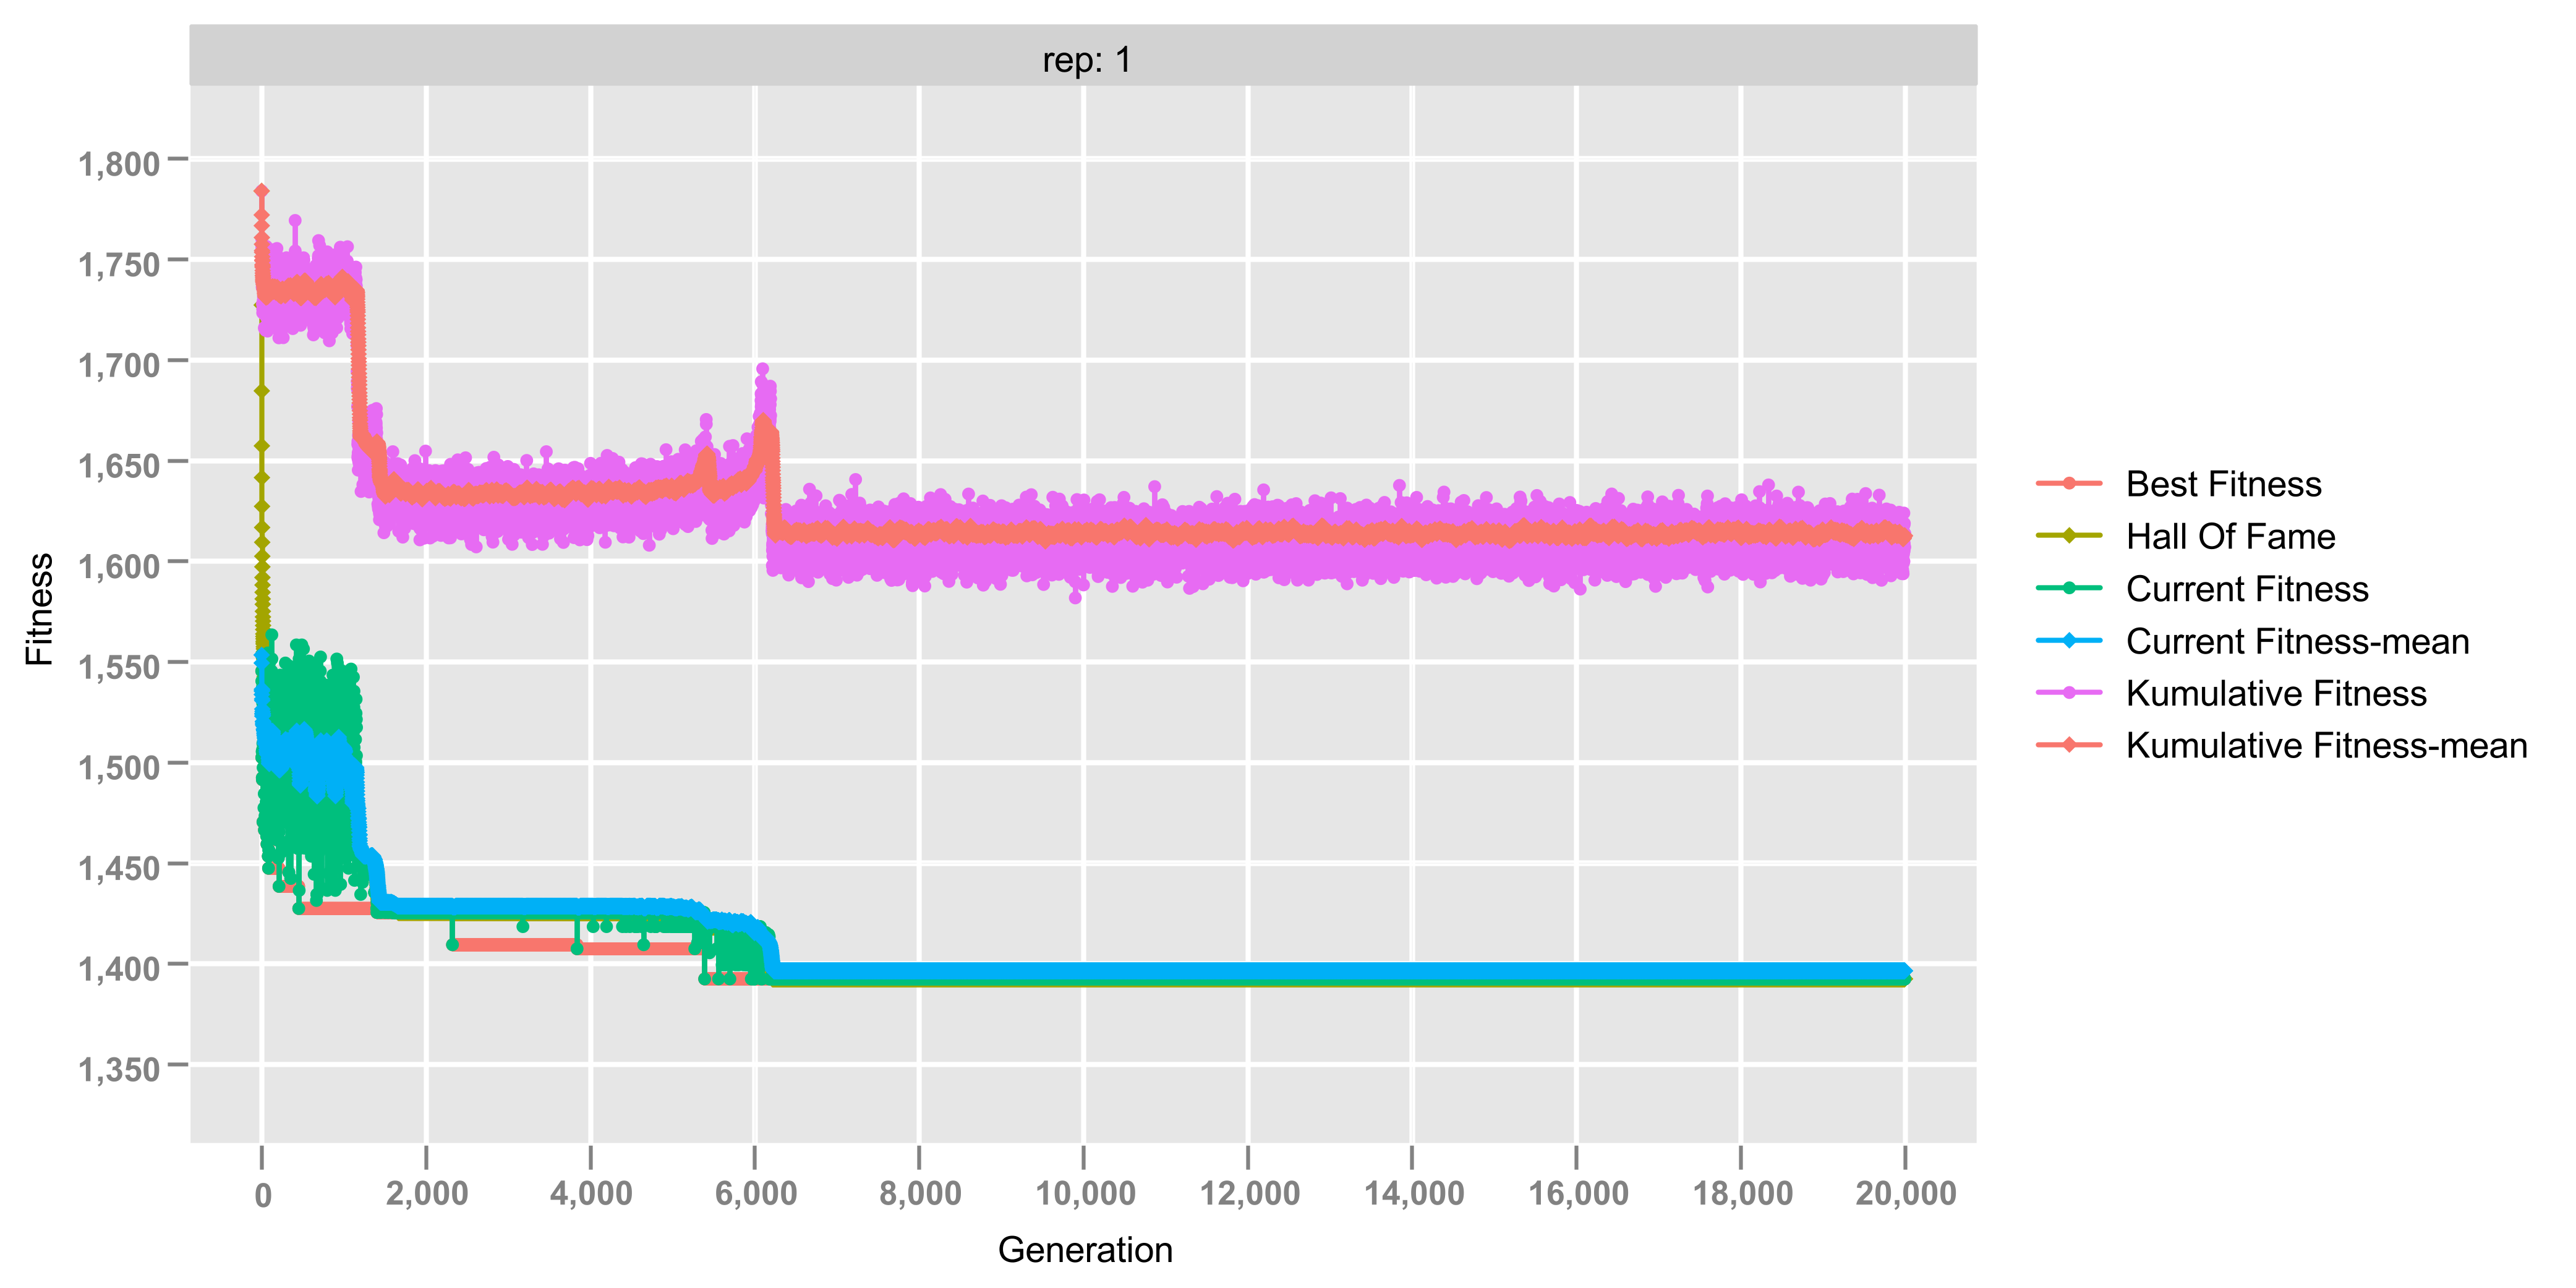 rep: 1
1,800
1,750
1,700
1,650
1,600
1,550
1,500
1,450
1,400
1,350
Fitness
0 2,000 4,000 6,000 8,000 10,000 12,000 14,000 16,000 18,000 20,000
Generation
Best Fitness
Hall Of Fame
Current Fitness
Current Fitness-mean
Kumulative Fitness
Kumulative Fitness-mean